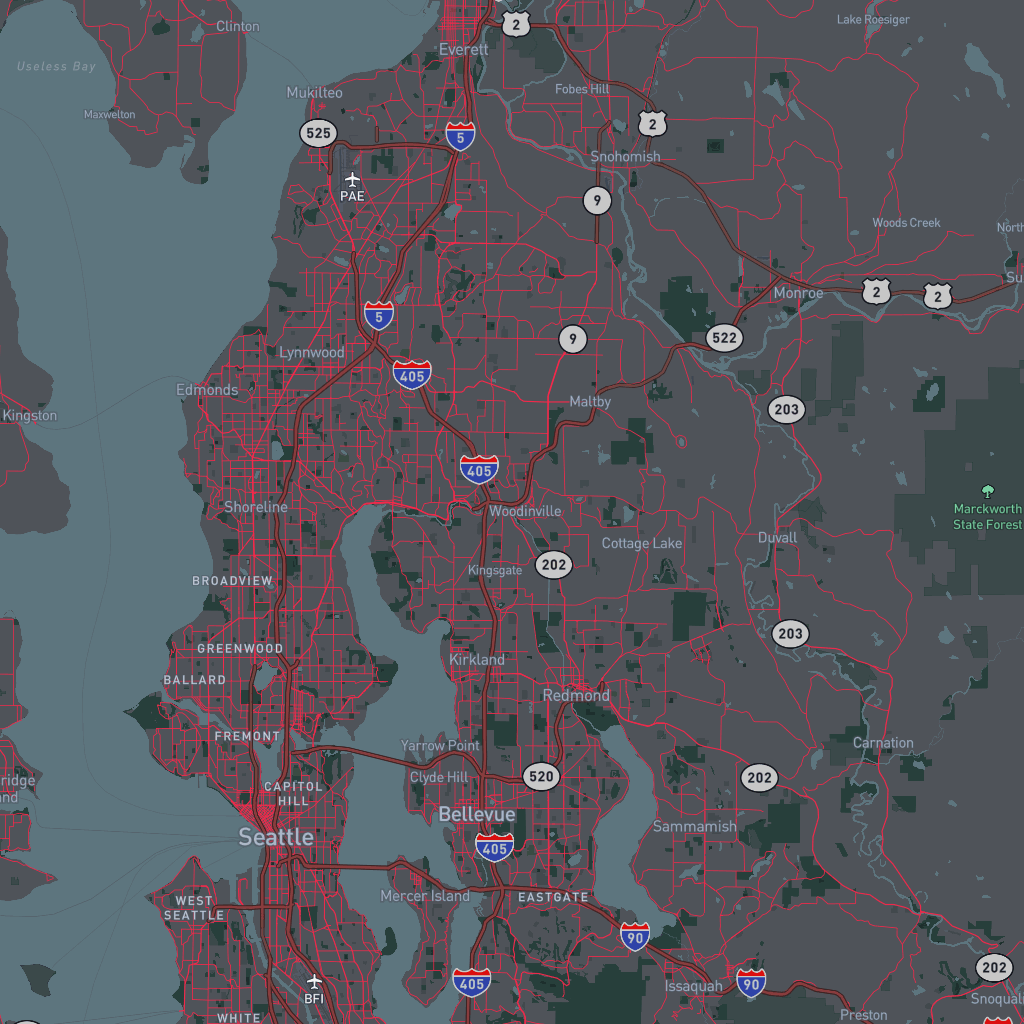 2
Lake Roesiger
Clinton
Everett
Useless Bay
Fobes Hill
Mukilteo
Maxwelton
525
5
2
Snohomish
PAE
9
Woods Creek
North
Su
Monroe
2
2
5
9
522
Lynnwood
405
Edmonds
Maltby
203
Kingston
405
Marckworth
State Forest
Shoreline
Woodinville
Duvall
Cottage Lake
202
Kingsgate
BROADVIEW
203
GREENWOOD
Kirkland
BALLARD
Redmond
FREMONT
Yarrow Point
Carnation
ridge
nd
Clyde Hill
520
202
CAPITOL
HILL
Bellevue
Sammamish
Seattle
405
WEST
SEATTLE
Mercer Island
EASTGATE
90
202
405
Issaquah
90
BFI
Snoqual
Preston
WHITE